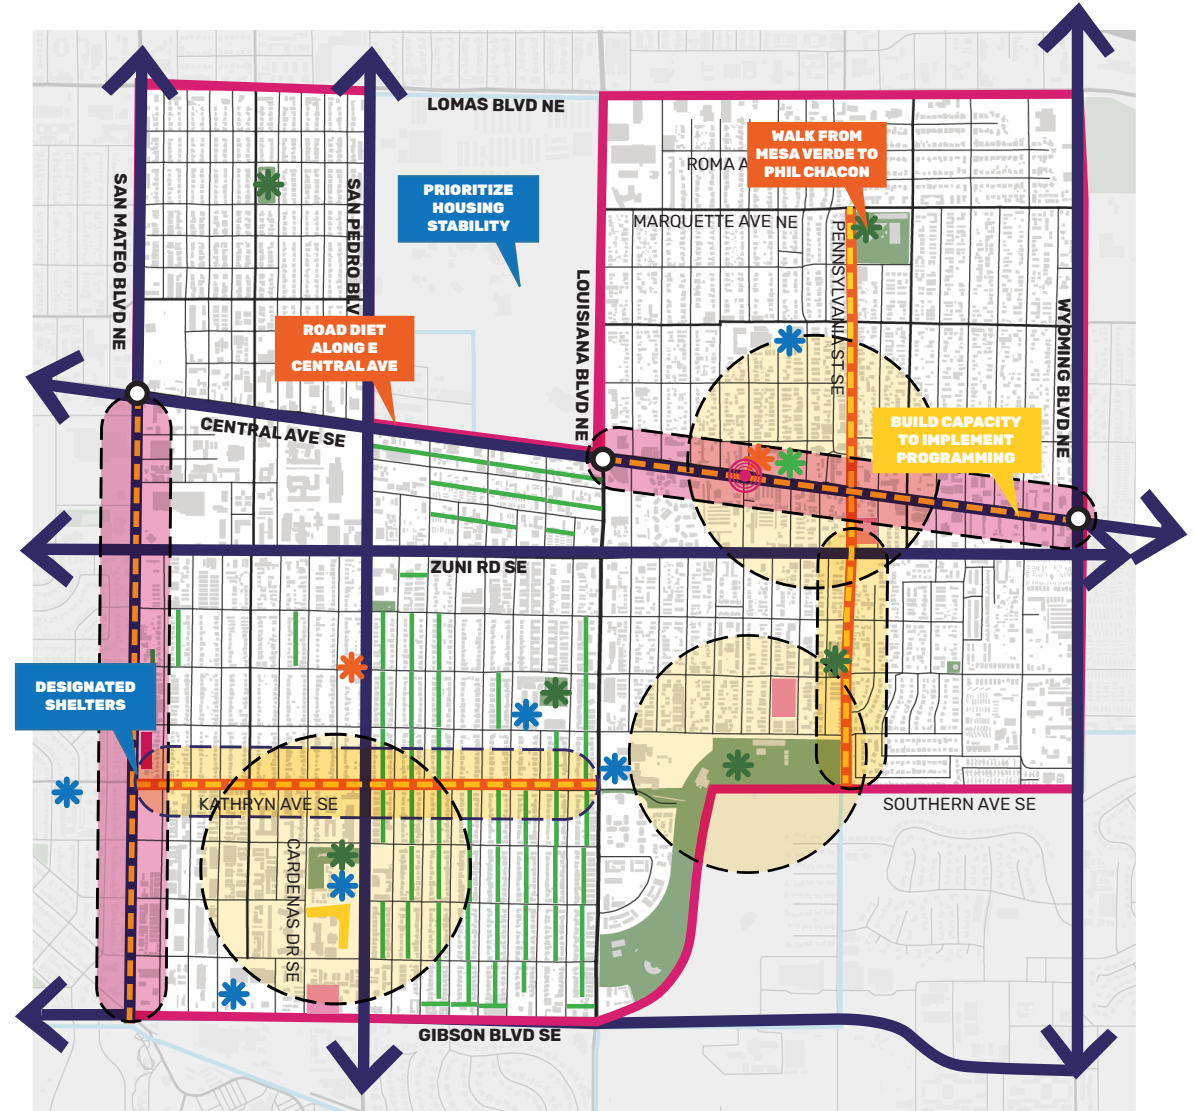 LOMAS BLVD NE
WALK FROM
MESA VERDE TO
PHIL CHACON
ROMA A
PRIORITIZE
HOUSING
STABILITY
SAN MATEO BLVD NE
SAN PEDRO BLV
MARQUETTE AVE NE
PENNSYLVANIA ST SE
LOUISIANA BLVD NE
WYOMING BLVD NE
ROAD DIET
ALONG E
CENTRAL AVE
CENTRAL AVE SE
BUILD CAPACITY
TO IMPLEMENT
PROGRAMMING
ZUNI RD SE
DESIGNATED
SHELTERS
KATHRYN AVE SE
SOUTHERN AVE SE
CARDENAS DR SE
GIBSON BLVD SE